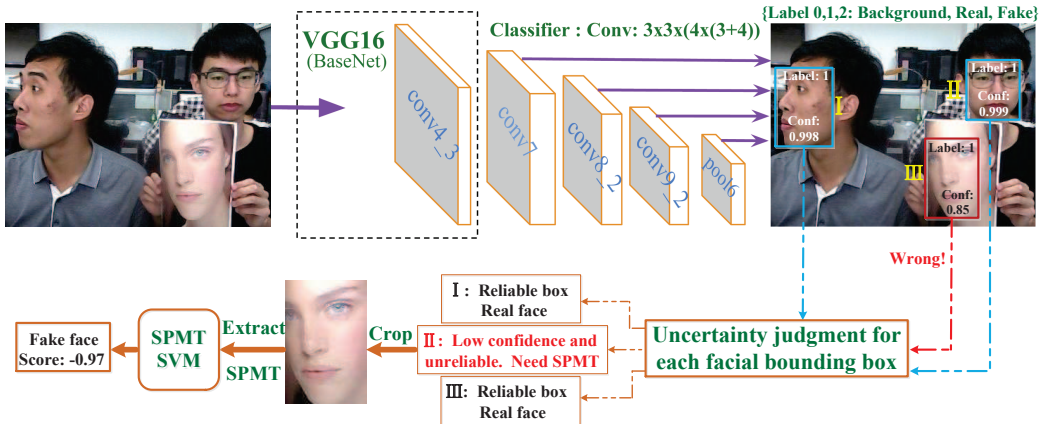 VGG16
(BaseNet)
conv4_3
Classifier : Conv: 3x3x(4x(3+4))
conv7
conv8_2
conv9_2
pool6
{Label 0,1,2: Background, Real, Fake}
Label: 1
Conf:
0.998
I
II
Label: 1
Conf:
0.999
III
Label: 1
Conf:
0.85
Wrong!
Uncertainty judgment for
each facial bounding box
I : Reliable box
Real face
II : Low confidence and
unreliable. Need SPMT
III: Reliable box
Real face
Crop
Extract
SPMT
SPMT
SVM
Fake face
Score: -0.97